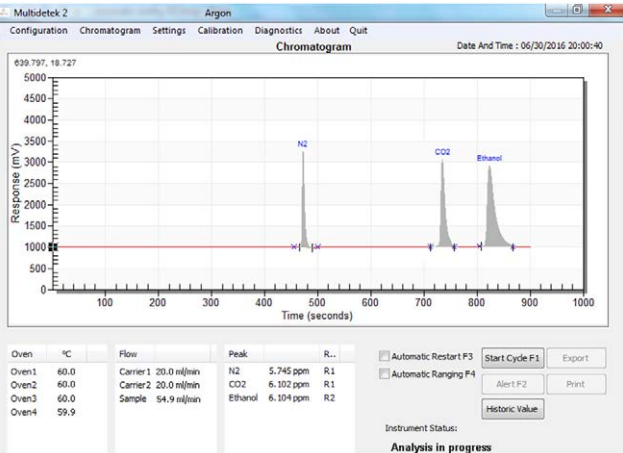 Multidetek 2 Argon
Configuration Chromatogram Settings Calibration Diagnostics About Quit
Chromatogram Date And Time : 06/30/2016 20:00:40
639.797, 18.727
5000
4500
4000
3500
3000
2500
2000
1500
1000
500
0
Response (mV)
N2
CO2
Ethanol
100 200 300 400 500 600 700 800 900 1000
Time (seconds)
Oven °C
Oven1 60.0
Oven2 60.0
Oven3 60.0
Oven4 59.9
Flow
Carrier1 20.0 ml/min
Carrier2 20.0 ml/min
Sample 54.9 ml/min
Peak R..
N2 5.745 ppm R1
CO2 6.102 ppm R1
Ethanol 6.104 ppm R2
Automatic Restart F3
Automatic Ranging F4
Start Cycle F1 Export
Alert F2 Print
Historic Value
Instrument Status:
Analysis in progress